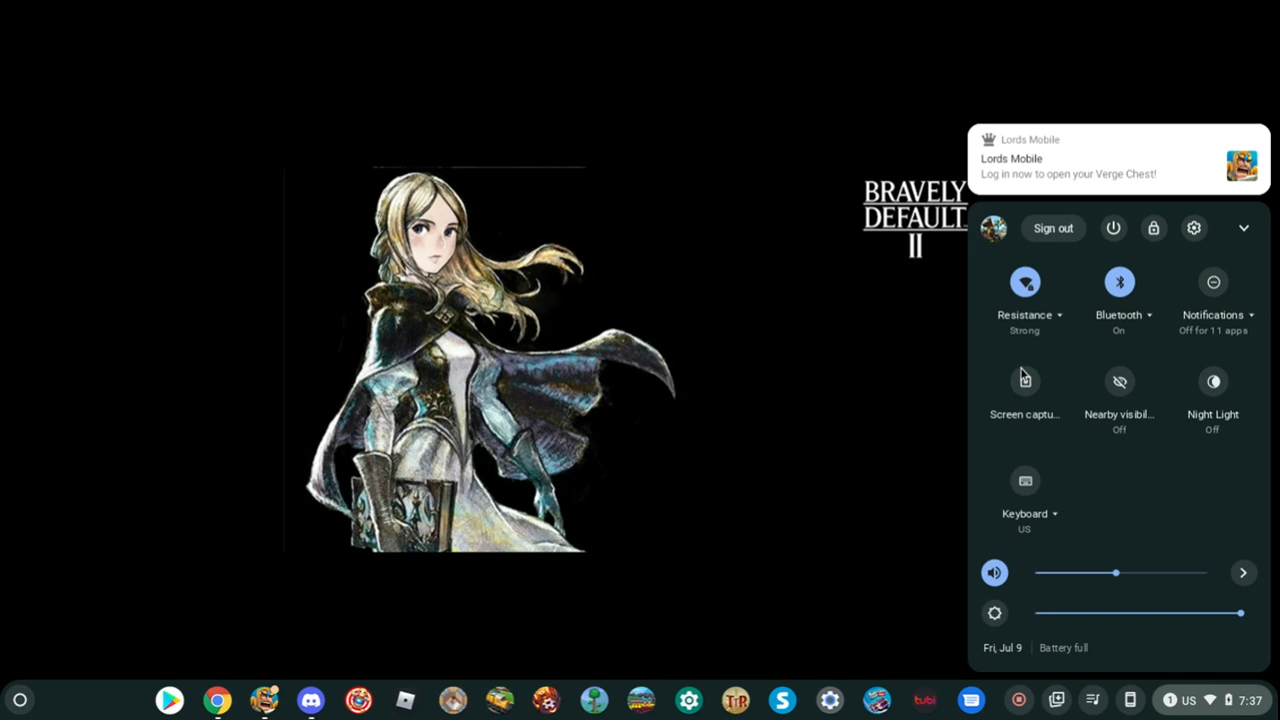 BRAVELY
DEFAULT
II
Lords Mobile
Lords Mobile
Log in now to open your Verge Chest!
Sign out
Resistance
Strong
Bluetooth
On
Notifications
Off for 11 apps
Screen captu...
Nearby visibil...
Off
Night Light
Off
Keyboard
US
Fri, Jul 9
Battery full
TTR
tubi
1 US 7:37